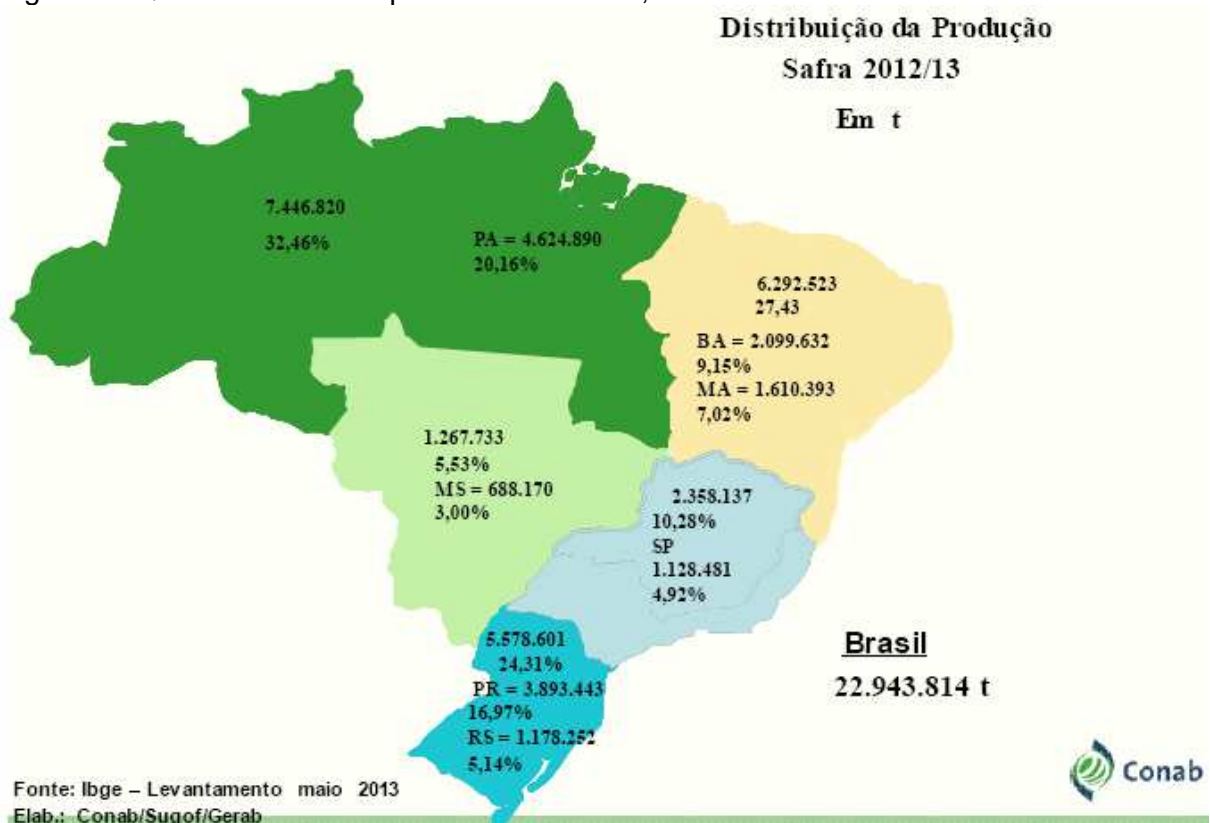 Distribuição da Produção
Safra 2012/13
Em t
7.446.820
32,46%
PA = 4.624.890
20,16%
6.292.523
27,43
BA = 2.099.632
9,15%
MA = 1.610.393
7,02%
1.267.733
5,53%
MS = 688.170
3,00%
2.358.137
10,28%
SP
1.128.481
4,92%
5.578.601
24,31%
PR = 3.893.443
16,97%
RS = 1.178.252
5,14%
Brasil
22.943.814 t
Fonte: Ibge – Levantamento maio 2013
Elab.: Conab/Sugof/Gerab
Conab